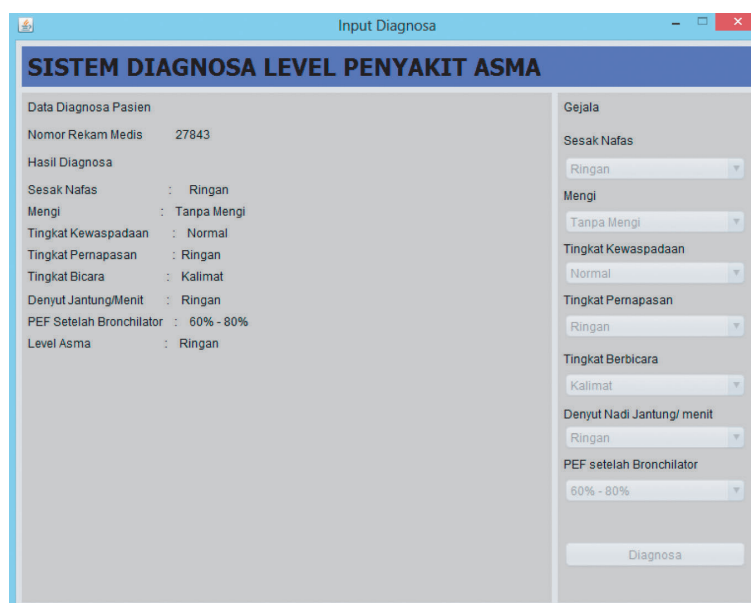 Input Diagnosa
SISTEM DIAGNOSA LEVEL PENYAKIT ASMA
Data Diagnosa Pasien
Nomor Rekam Medis 27843
Hasil Diagnosa
Sesak Nafas : Ringan
Mengi : Tanpa Mengi
Tingkat Kewaspadaan : Normal
Tingkat Pernapasan : Ringan
Tingkat Bicara : Kalimat
Denyut Jantung/Menit : Ringan
PEF Setelah Bronchilator : 60% - 80%
Level Asma : Ringan
Gejala
Sesak Nafas
Ringan
Mengi
Tanpa Mengi
Tingkat Kewaspadaan
Normal
Tingkat Pernapasan
Ringan
Tingkat Berbicara
Kalimat
Denyut Nadi Jantung/ menit
Ringan
PEF setelah Bronchilator
60% - 80%
Diagnosa